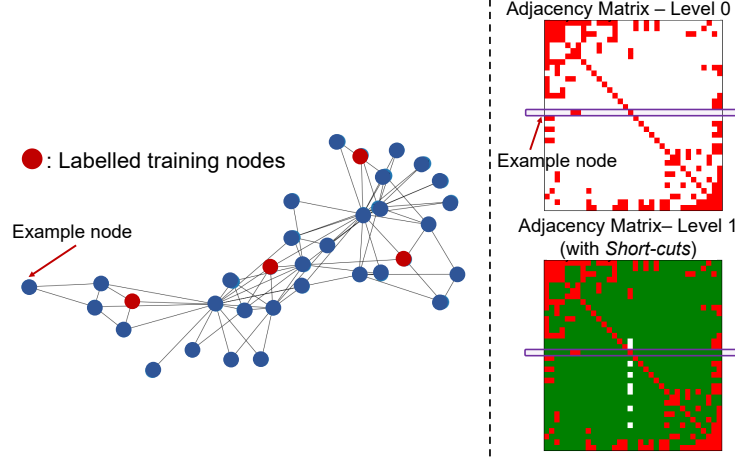 : Labelled training nodes
Example node
Adjacency Matrix – Level 0
Example node
Adjacency Matrix– Level 1
(with Short-cuts)